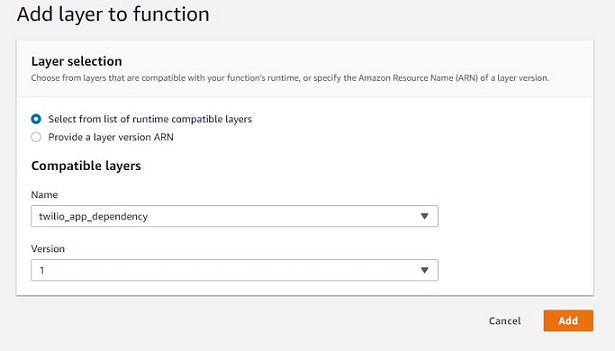 Add layer to function
Layer selection
Choose from layers that are compatible with your function's runtime, or specify the Amazon Resource Name (ARN) of a layer version.
Select from list of runtime compatible layers
Provide a layer version ARN
Compatible layers
Name
twilio_app_dependency
Version
1
Cancel Add